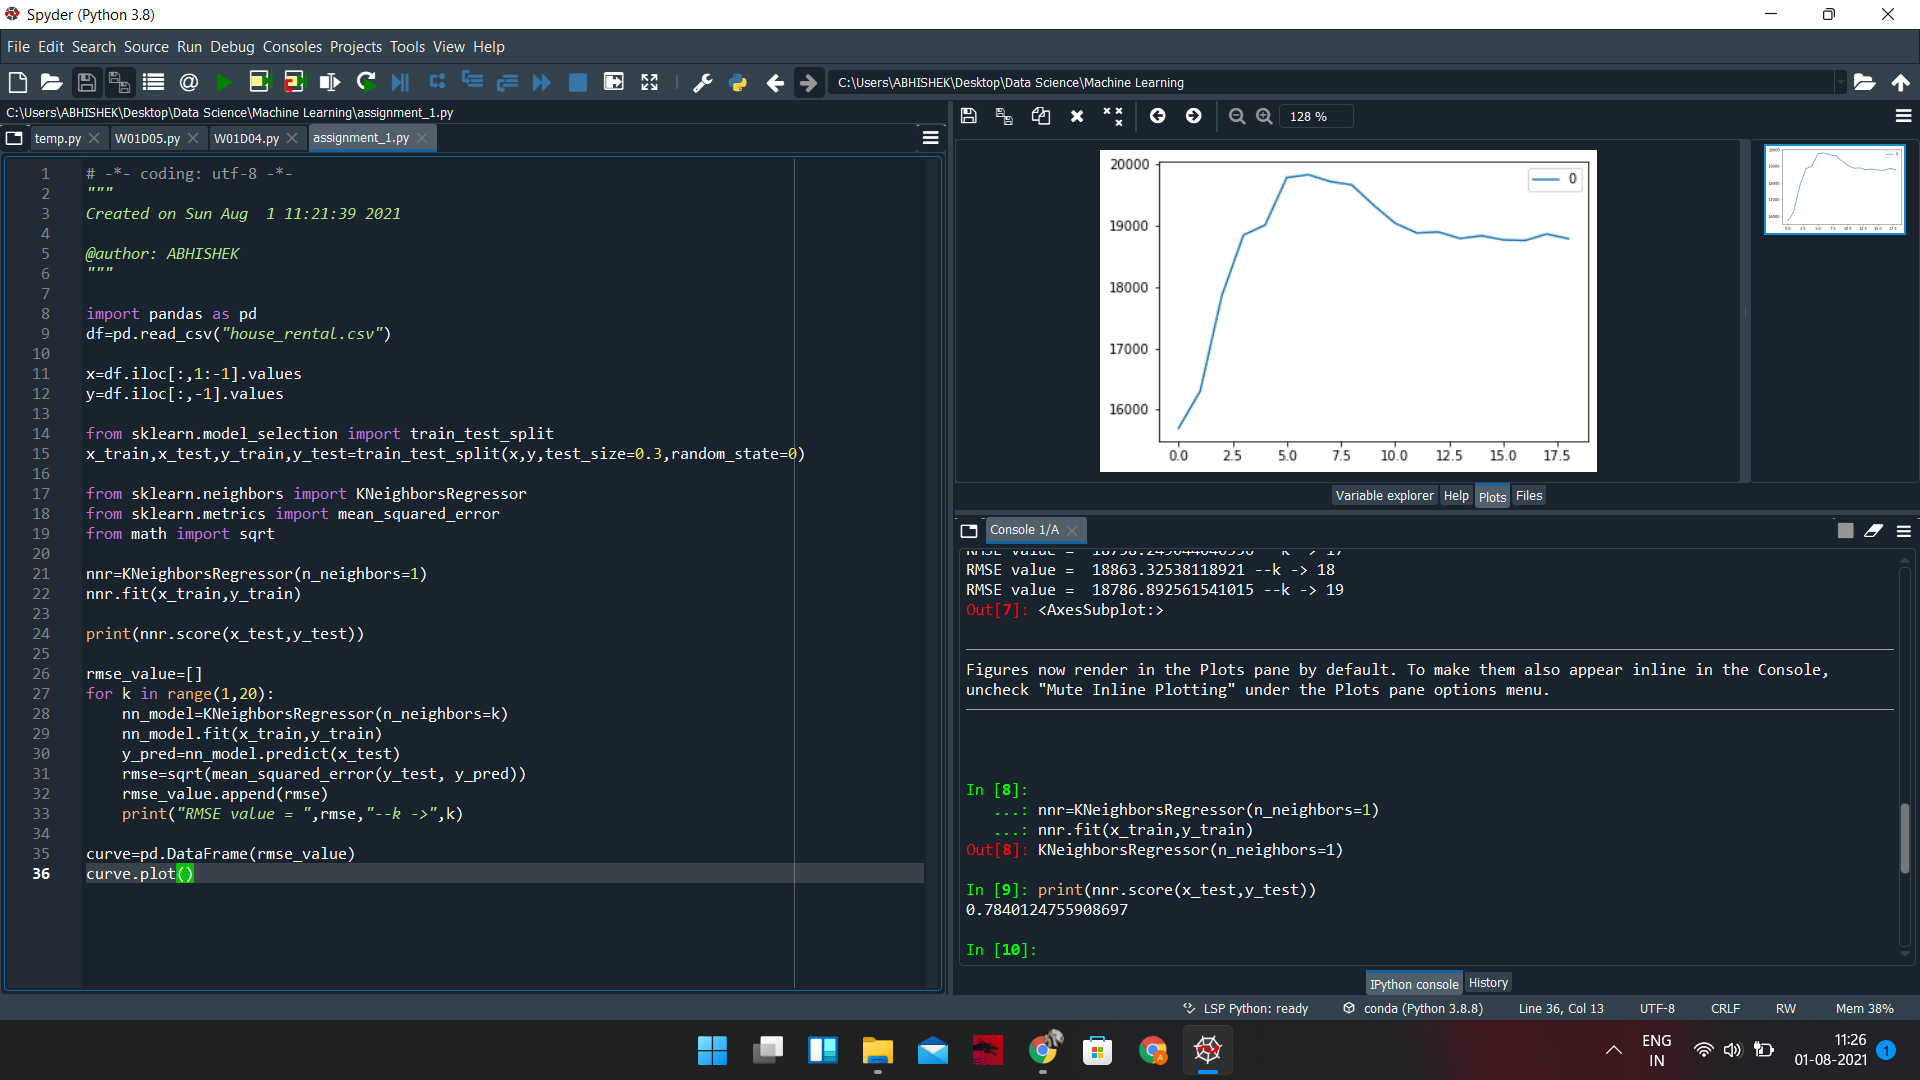 Spyder (Python 3.8)
File Edit Search Source Run Debug Consoles Projects Tools View Help
C:\Users\ABHISHEK\Desktop\Data Science\Machine Learning
C:\Users\ABHISHEK\Desktop\Data Science\Machine Learning\assignment_1.py
temp.py W01D05.py W01D04.py assignment_1.py
1 # -*- coding: utf-8 -*-
2 """
3 Created on Sun Aug  1 11:21:39 2021
4
5 @author: ABHISHEK
6 """
7
8 import pandas as pd
9 df=pd.read_csv("house_rental.csv")
10
11 x=df.iloc[:,1:-1].values
12 y=df.iloc[:,-1].values
13
14 from sklearn.model_selection import train_test_split
15 x_train,x_test,y_train,y_test=train_test_split(x,y,test_size=0.3,random_state=0)
16
17 from sklearn.neighbors import KNeighborsRegressor
18 from sklearn.metrics import mean_squared_error
19 from math import sqrt
20
21 nnr=KNeighborsRegressor(n_neighbors=1)
22 nnr.fit(x_train,y_train)
23
24 print(nnr.score(x_test,y_test))
25
26 rmse_value=[]
27 for k in range(1,20):
28     nn_model=KNeighborsRegressor(n_neighbors=k)
29     nn_model.fit(x_train,y_train)
30     y_pred=nn_model.predict(x_test)
31     rmse=sqrt(mean_squared_error(y_test, y_pred))
32     rmse_value.append(rmse)
33     print("RMSE value = ",rmse,"--k ->",k)
34
35 curve=pd.DataFrame(rmse_value)
36 curve.plot()
128 %
20000
19000
18000
17000
16000
0.0 2.5 5.0 7.5 10.0 12.5 15.0 17.5
0
Variable explorer Help Plots Files
Console 1/A
RMSE value =  18863.32538118921 --k -> 18
RMSE value =  18786.892561541015 --k -> 19
Out[7]: <AxesSubplot:>
Figures now render in the Plots pane by default. To make them also appear inline in the Console,
uncheck "Mute Inline Plotting" under the Plots pane options menu.
In [8]:
...: nnr=KNeighborsRegressor(n_neighbors=1)
...: nnr.fit(x_train,y_train)
Out[8]: KNeighborsRegressor(n_neighbors=1)
In [9]: print(nnr.score(x_test,y_test))
0.7840124755908697
In [10]:
IPython console History
LSP Python: ready conda (Python 3.8.8) Line 36, Col 13 UTF-8 CRLF RW Mem 38%
ENG
IN
11:26
01-08-2021
1